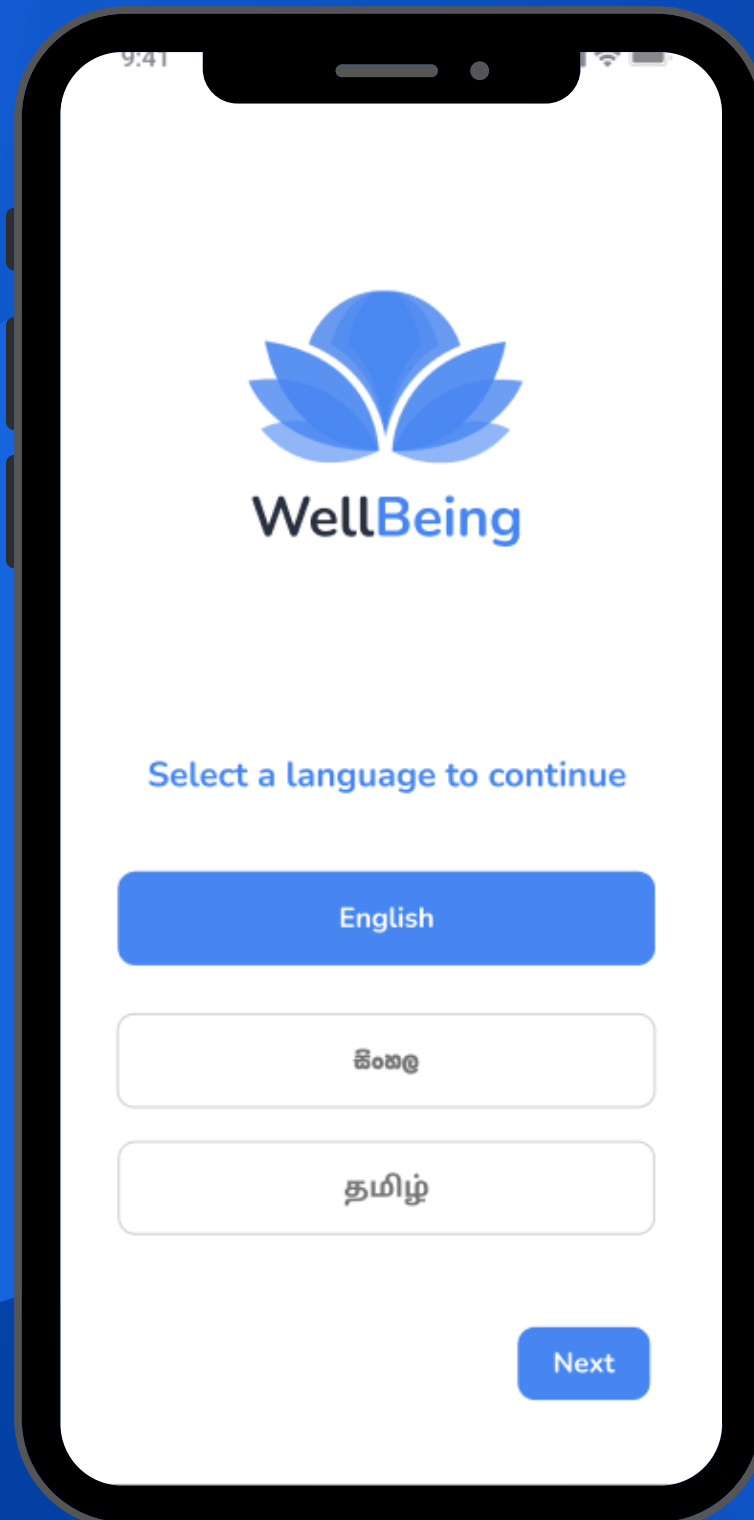 9:41
WellBeing
Select a language to continue
English
සිංහල
தமிழ்
Next